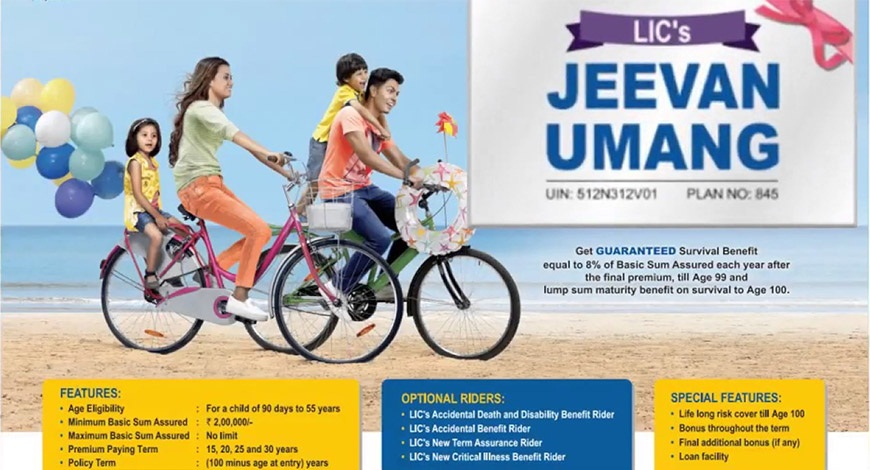 LIC's
JEEVAN
UMANG
UIN: 512N312V01 PLAN NO: 845
Get GUARANTEED Survival Benefit
equal to 8% of Basic Sum Assured each year after
the final premium, till Age 99 and
lump sum maturity benefit on survival to Age 100.
FEATURES:
• Age Eligibility : For a child of 90 days to 55 years
• Minimum Basic Sum Assured : ₹ 2,00,000/-
• Maximum Basic Sum Assured : No limit
• Premium Paying Term : 15, 20, 25 and 30 years
• Policy Term : (100 minus age at entry) years
OPTIONAL RIDERS:
• LIC's Accidental Death and Disability Benefit Rider
• LIC's Accidental Benefit Rider
• LIC's New Term Assurance Rider
• LIC's New Critical Illness Benefit Rider
SPECIAL FEATURES:
• Life long risk cover till Age 100
• Bonus throughout the term
• Final additional bonus (if any)
• Loan facility